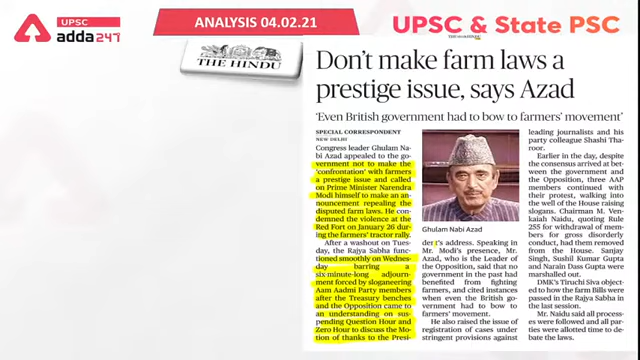 UPSC
adda247
ANALYSIS 04.02.21
UPSC & State PSC
THE HINDU
Don't make farm laws a
prestige issue, says Azad
'Even British government had to bow to farmers' movement'
SPECIAL CORRESPONDENT
NEW DELHI
Congress leader Ghulam Na-
bi Azad appealed to the go-
vernment not to make the
'confrontation' with farmers
a prestige issue and called
on Prime Minister Narendra
Modi himself to make an an-
nouncement repealing the
disputed farm laws. He con-
demned the violence at the
Red Fort on January 26 dur-
ing the farmers' tractor rally.
After a washout on Tues-
day, the Rajya Sabha func-
tioned smoothly on Wednes-
day barring a
six-minute-long adjourn-
ment forced by sloganeering
Aam Aadmi Party members
after the Treasury benches
and the Opposition came to
an understanding on sus-
pending Question Hour and
Zero Hour to discuss the Mo-
tion of thanks to the Presi-
Ghulam Nabi Azad
dent's address. Speaking in
Mr. Modi's presence, Mr.
Azad, who is the Leader of
the Opposition, said that no
government in the past had
benefited from fighting
farmers, and cited instances
when even the British go-
vernment had to bow to
farmers' movement.
He also raised the issue of
registration of cases under
stringent provisions against
leading journalists and his
party colleague Shashi Tha-
roor.
Earlier in the day, despite
the consensus arrived at bet-
ween the government and
the Opposition, three AAP
members continued with
their protest, walking into
the well of the House raising
slogans. Chairman M. Ven-
kaiah Naidu, quoting Rule
255 for withdrawal of mem-
bers for gross disorderly
conduct, had them removed
from the House. Sanjay
Singh, Sushil Kumar Gupta
and Narain Dass Gupta were
marshalled out.
DMK's Tiruchi Siva object-
ed to how the farm Bills were
passed in the Rajya Sabha in
the last session.
Mr. Naidu said all process-
es were followed and all par-
ties were allotted time to de-
bate the laws.